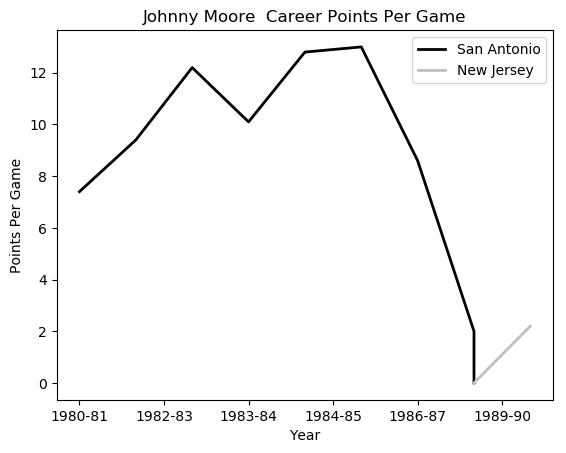 Johnny Moore  Career Points Per Game
San Antonio
New Jersey
Points Per Game
12
10
8
6
4
2
0
1980-81 1982-83 1983-84 1984-85 1986-87 1989-90
Year